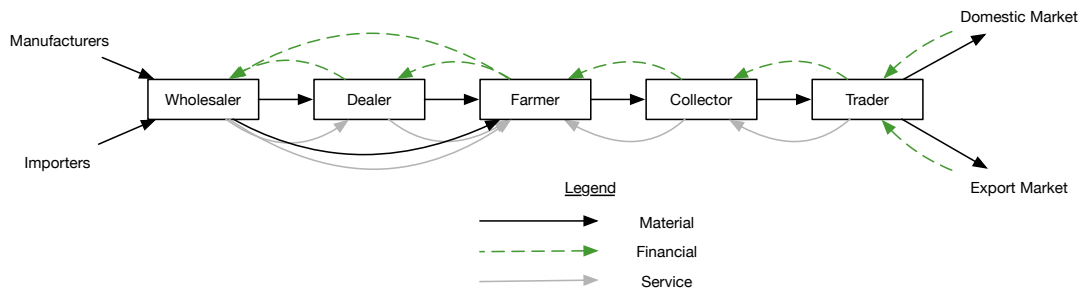 Domestic Market
Manufacturers
Wholesaler
Dealer
Farmer
Collector
Trader
Importers
Export Market
Legend
Material
Financial
Service